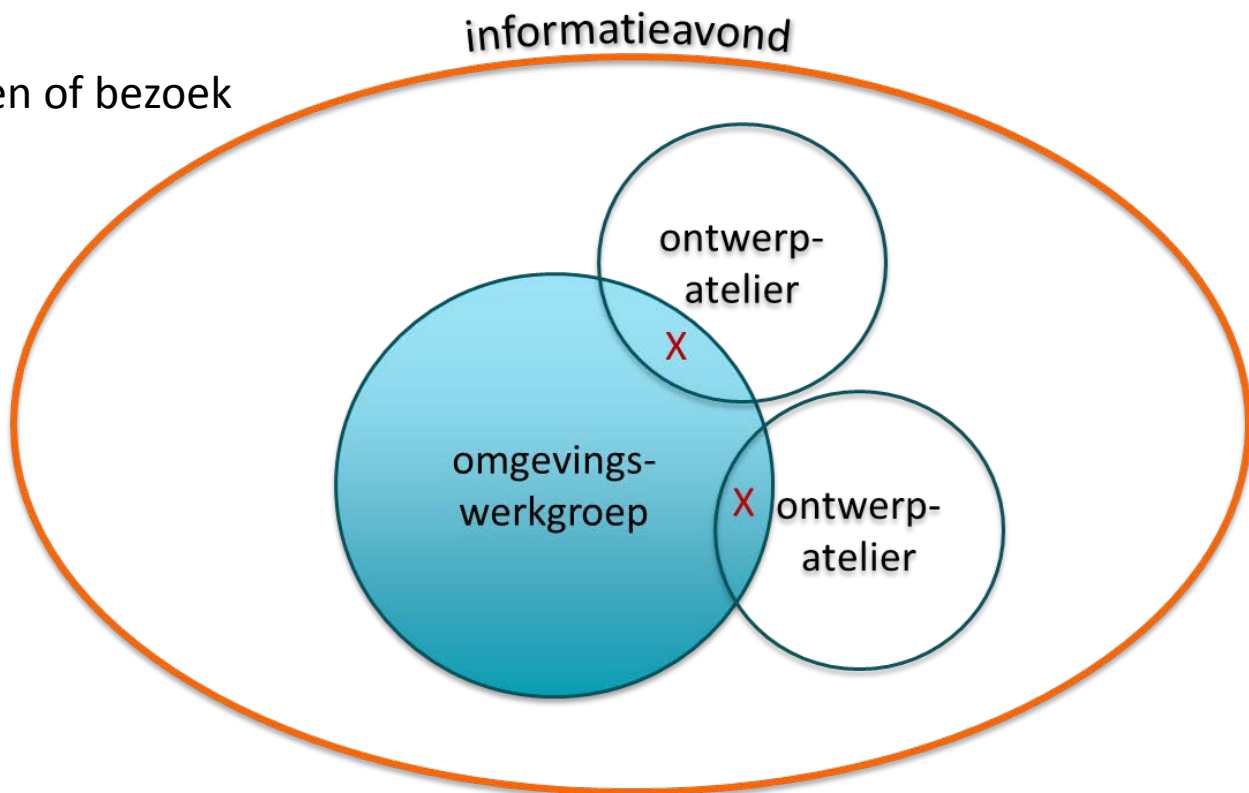 informatieavond
en of bezoek
ontwerp-
atelier
X
omgevings-
werkgroep
X
ontwerp-
atelier